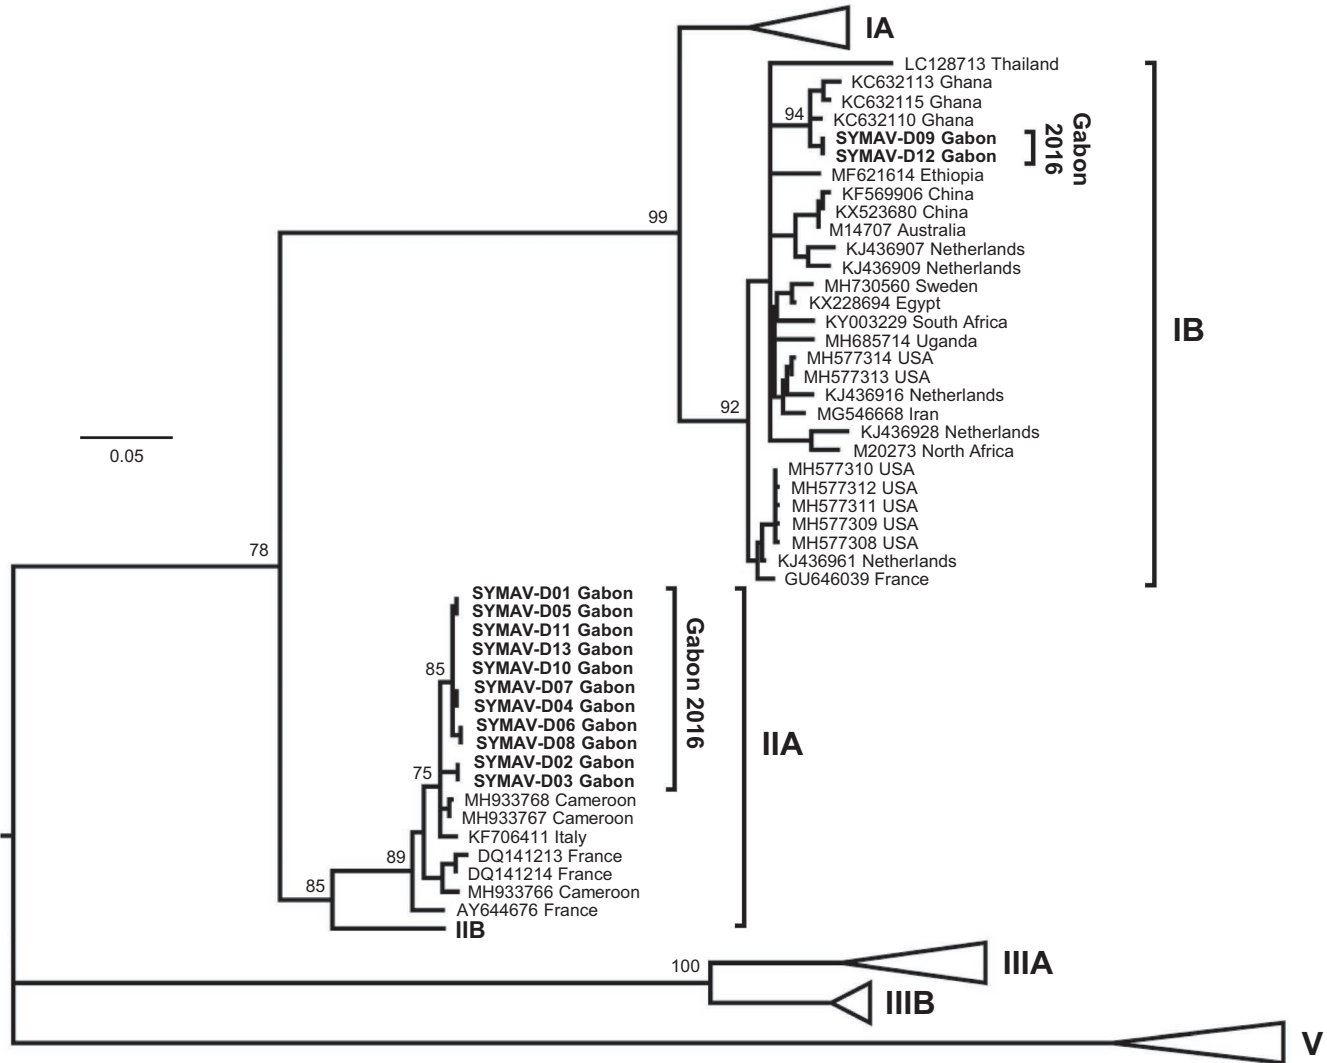 IA
LC128713 Thailand
KC632113 Ghana
KC632115 Ghana
94
KC632110 Ghana
SYMAV-D09 Gabon
SYMAV-D12 Gabon
Gabon
2016
MF621614 Ethiopia
KF569906 China
KX523680 China
99
M14707 Australia
KJ436907 Netherlands
KJ436909 Netherlands
MH730560 Sweden
KX228694 Egypt
KY003229 South Africa
IB
MH685714 Uganda
MH577314 USA
MH577313 USA
KJ436916 Netherlands
92
MG546668 Iran
KJ436928 Netherlands
0.05
M20273 North Africa
MH577310 USA
MH577312 USA
MH577311 USA
MH577309 USA
MH577308 USA
78
KJ436961 Netherlands
GU646039 France
SYMAV-D01 Gabon
SYMAV-D05 Gabon
SYMAV-D11 Gabon
SYMAV-D13 Gabon
85
SYMAV-D10 Gabon
SYMAV-D07 Gabon
Gabon 2016
SYMAV-D04 Gabon
SYMAV-D06 Gabon
SYMAV-D08 Gabon
IIA
SYMAV-D02 Gabon
75
SYMAV-D03 Gabon
MH933768 Cameroon
MH933767 Cameroon
KF706411 Italy
89
DQ141213 France
DQ141214 France
85
MH933766 Cameroon
AY644676 France
IIB
100
IIIA
IIIB
V